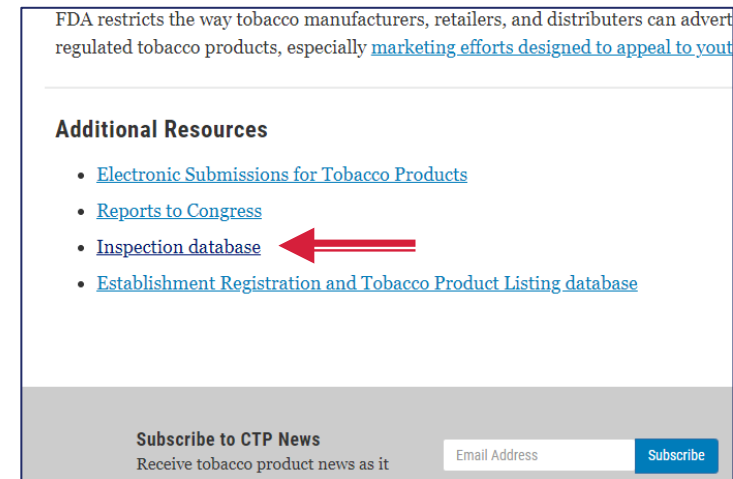 FDA restricts the way tobacco manufacturers, retailers, and distributers can advert
regulated tobacco products, especially marketing efforts designed to appeal to yout
Additional Resources
• Electronic Submissions for Tobacco Products
• Reports to Congress
• Inspection database
• Establishment Registration and Tobacco Product Listing database
Subscribe to CTP News
Receive tobacco product news as it
Email Address
Subscribe